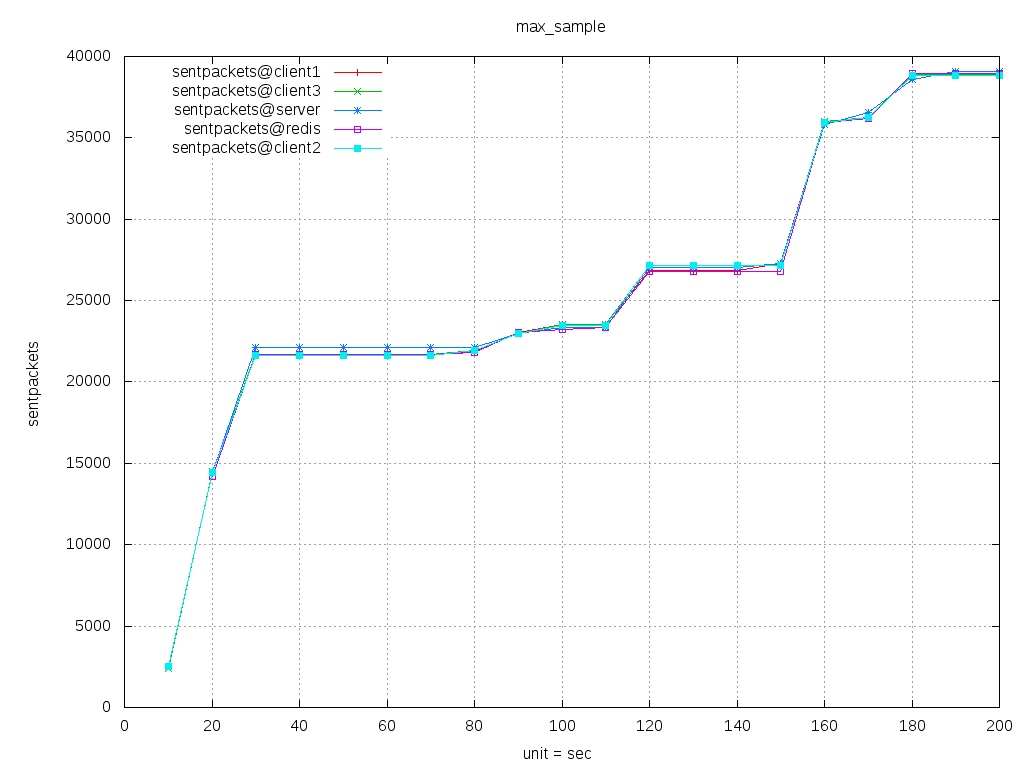 max_sample
sentpackets@client1
sentpackets@client3
sentpackets@server
sentpackets@redis
sentpackets@client2
40000
35000
30000
25000
20000
15000
10000
5000
0
sentpackets
0 20 40 60 80 100 120 140 160 180 200
unit = sec